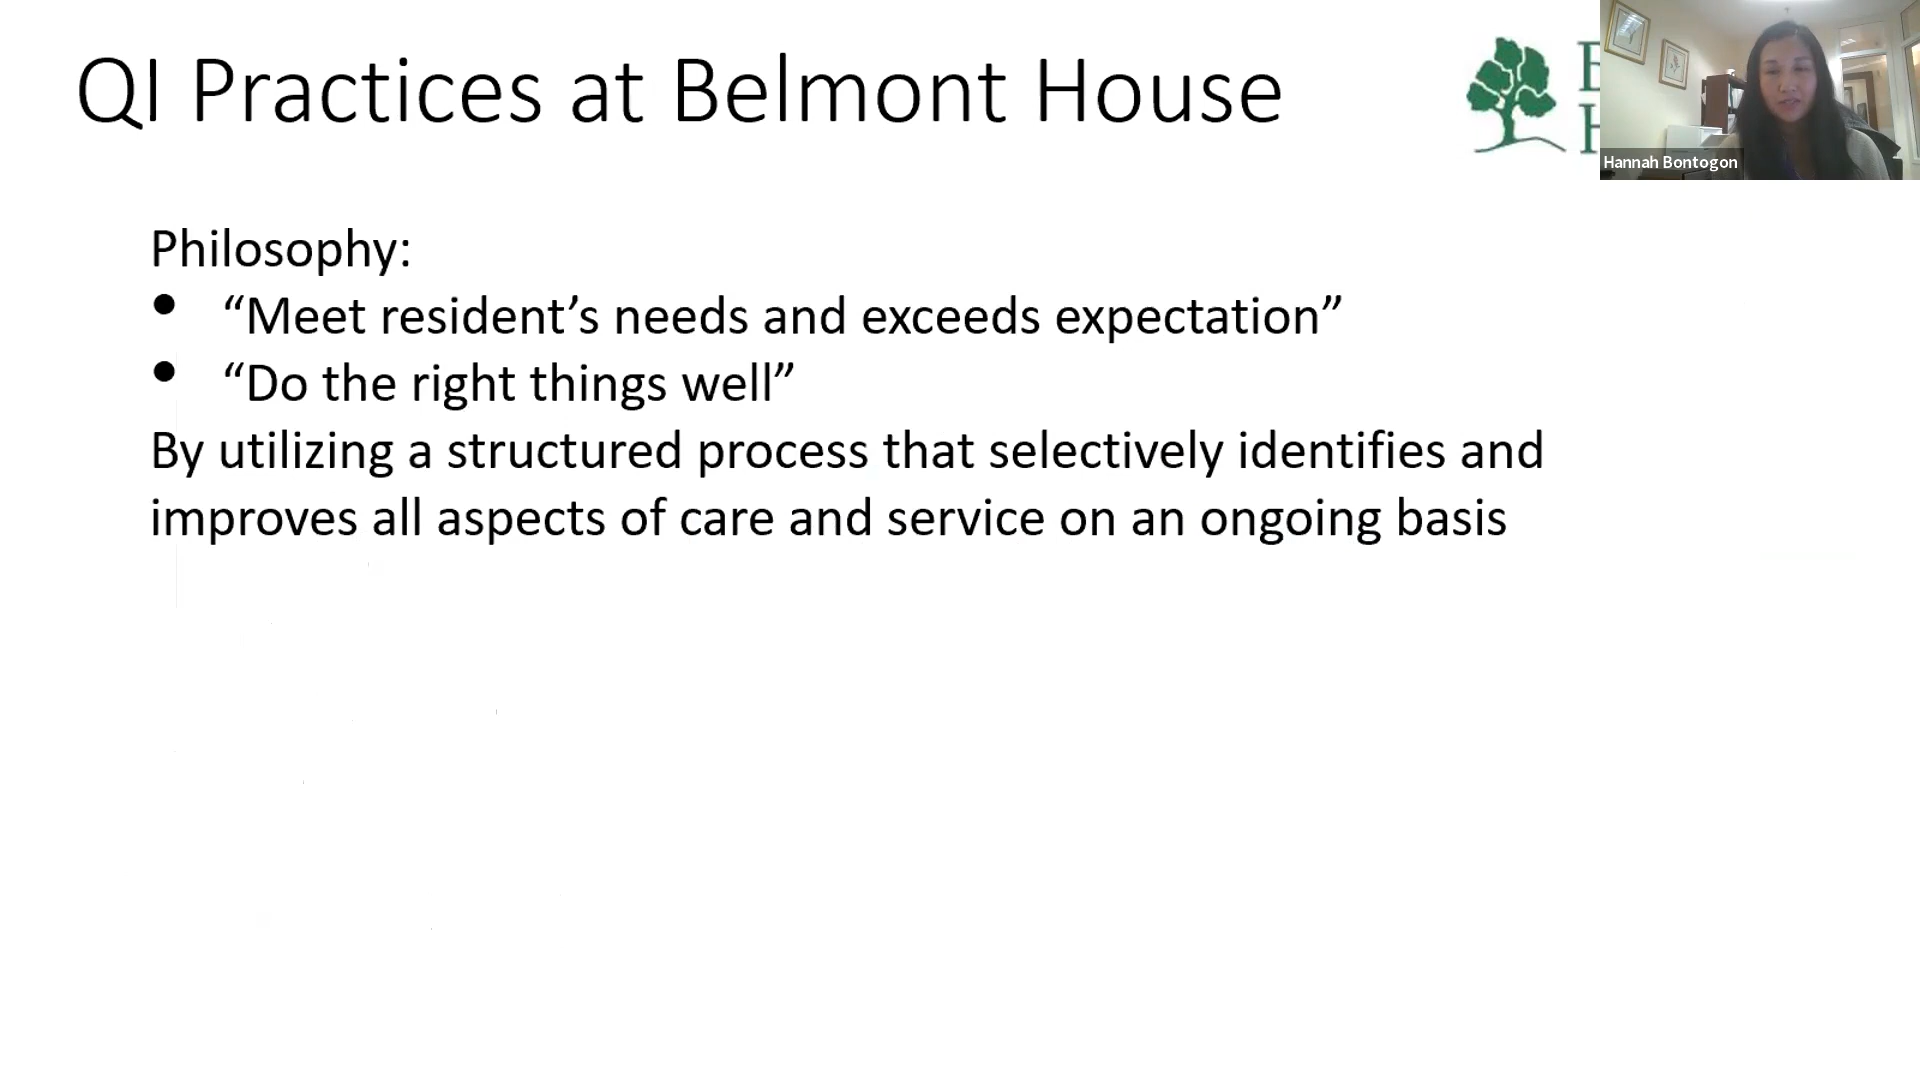 QI Practices at Belmont House
Hannah Bontogon
Philosophy:
• “Meet resident’s needs and exceeds expectation”
• “Do the right things well”
By utilizing a structured process that selectively identifies and
improves all aspects of care and service on an ongoing basis